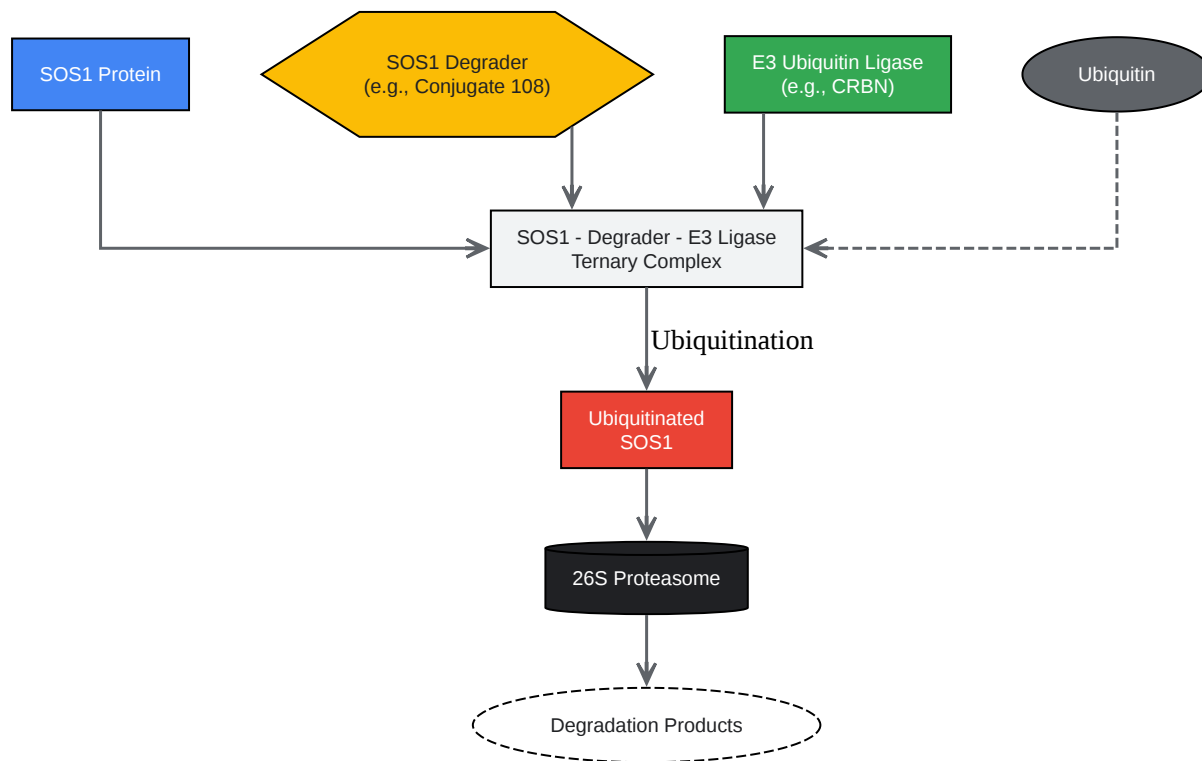 SOS1 Protein
SOS1 Degrader
(e.g., Conjugate 108)
E3 Ubiquitin Ligase
(e.g., CRBN)
Ubiquitin
SOS1 - Degrader - E3 Ligase
Ternary Complex
Ubiquitination
Ubiquitinated
SOS1
26S Proteasome
Degradation Products